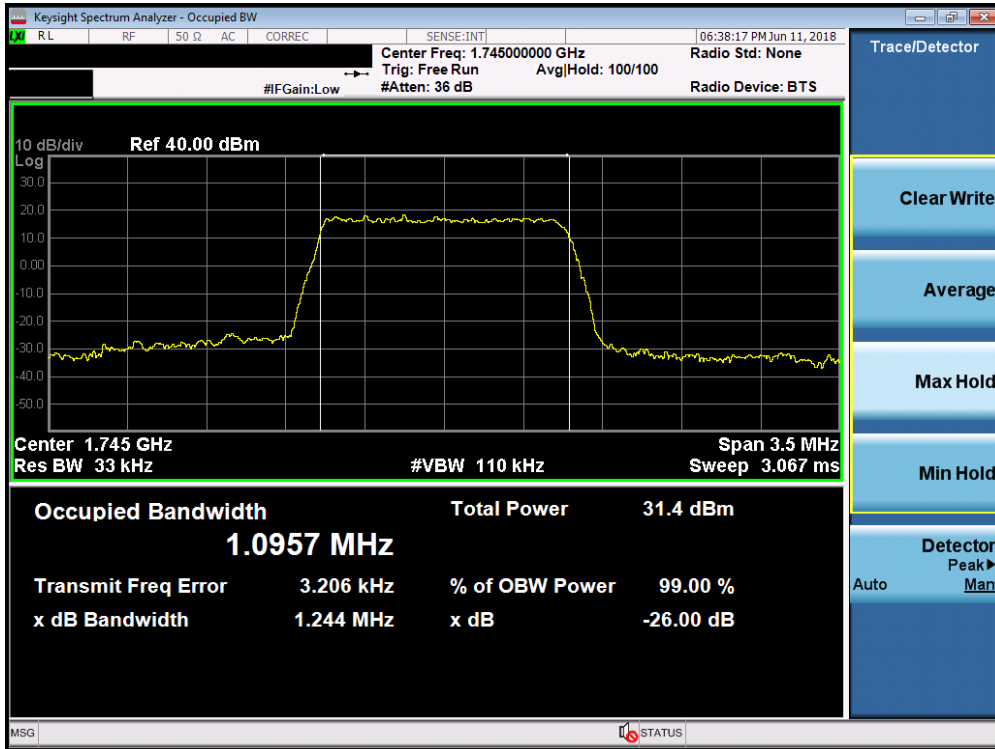 Keysight Spectrum Analyzer - Occupied BW
LXI RL RF 50 Ω AC CORREC SENSE:INT 06:38:17 PM Jun 11, 2018
Center Freq: 1.745000000 GHz Radio Std: None
Trig: Free Run Avg|Hold: 100/100
#IFGain:Low #Atten: 36 dB Radio Device: BTS
Trace/Detector
10 dB/div Ref 40.00 dBm
Log
30.0
20.0
10.0
0.00
-10.0
-20.0
-30.0
-40.0
-50.0
Center 1.745 GHz Span 3.5 MHz
Res BW 33 kHz #VBW 110 kHz Sweep 3.067 ms
Occupied Bandwidth Total Power 31.4 dBm
1.0957 MHz
Transmit Freq Error 3.206 kHz % of OBW Power 99.00 %
x dB Bandwidth 1.244 MHz x dB -26.00 dB
Clear Write
Average
Max Hold
Min Hold
Detector
Peak▶
Auto Man
MSG STATUS